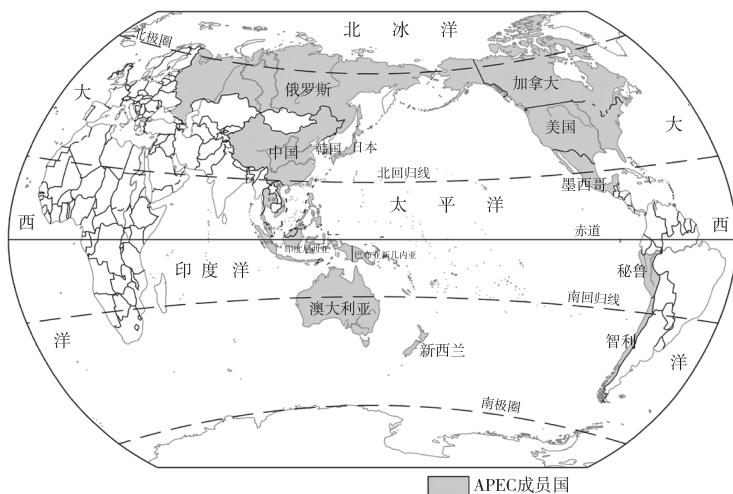 北冰洋
北极圈
俄罗斯
加拿大
大
美国
大
中国
韩国
日本
北回归线
墨西哥
太平洋
西
赤道
西
印度尼西亚
巴布亚新几内亚
印度洋
秘鲁
南回归线
澳大利亚
洋
新西兰
智利
洋
南极圈
APEC成员国